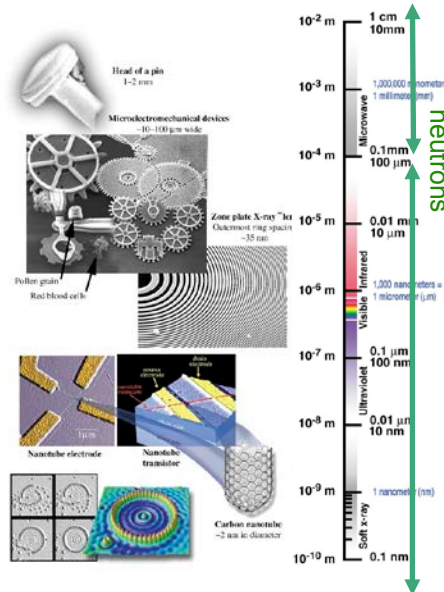 Head of a pin
1-2 mm
Microelectromechanical devices
~10-100 μm wide
Zone plate X-ray "len
Outermost ring spacin
~35 nm
Pollen grain
Red blood cells
Nanotube electrode
1μm
Nanotube
transistor
Carbon nanotube
~2 nm in diameter
10-2 m
10-3 m
10-4 m
10-5 m
10-6 m
10-7 m
10-8 m
10-9 m
10-10 m
Microwave
Infrared
Visible
Ultraviolet
Soft x-ray
1 cm
10mm
1,000,000 nanometer
1 millimeter (mm)
0.1mm
100 μm
0.01 mm
10 μm
1,000 nanometers =
1 micrometer (μm)
0.1 μm
100 nm
0.01 μm
10 nm
1 nanometer (nm)
0.1 nm
neutrons